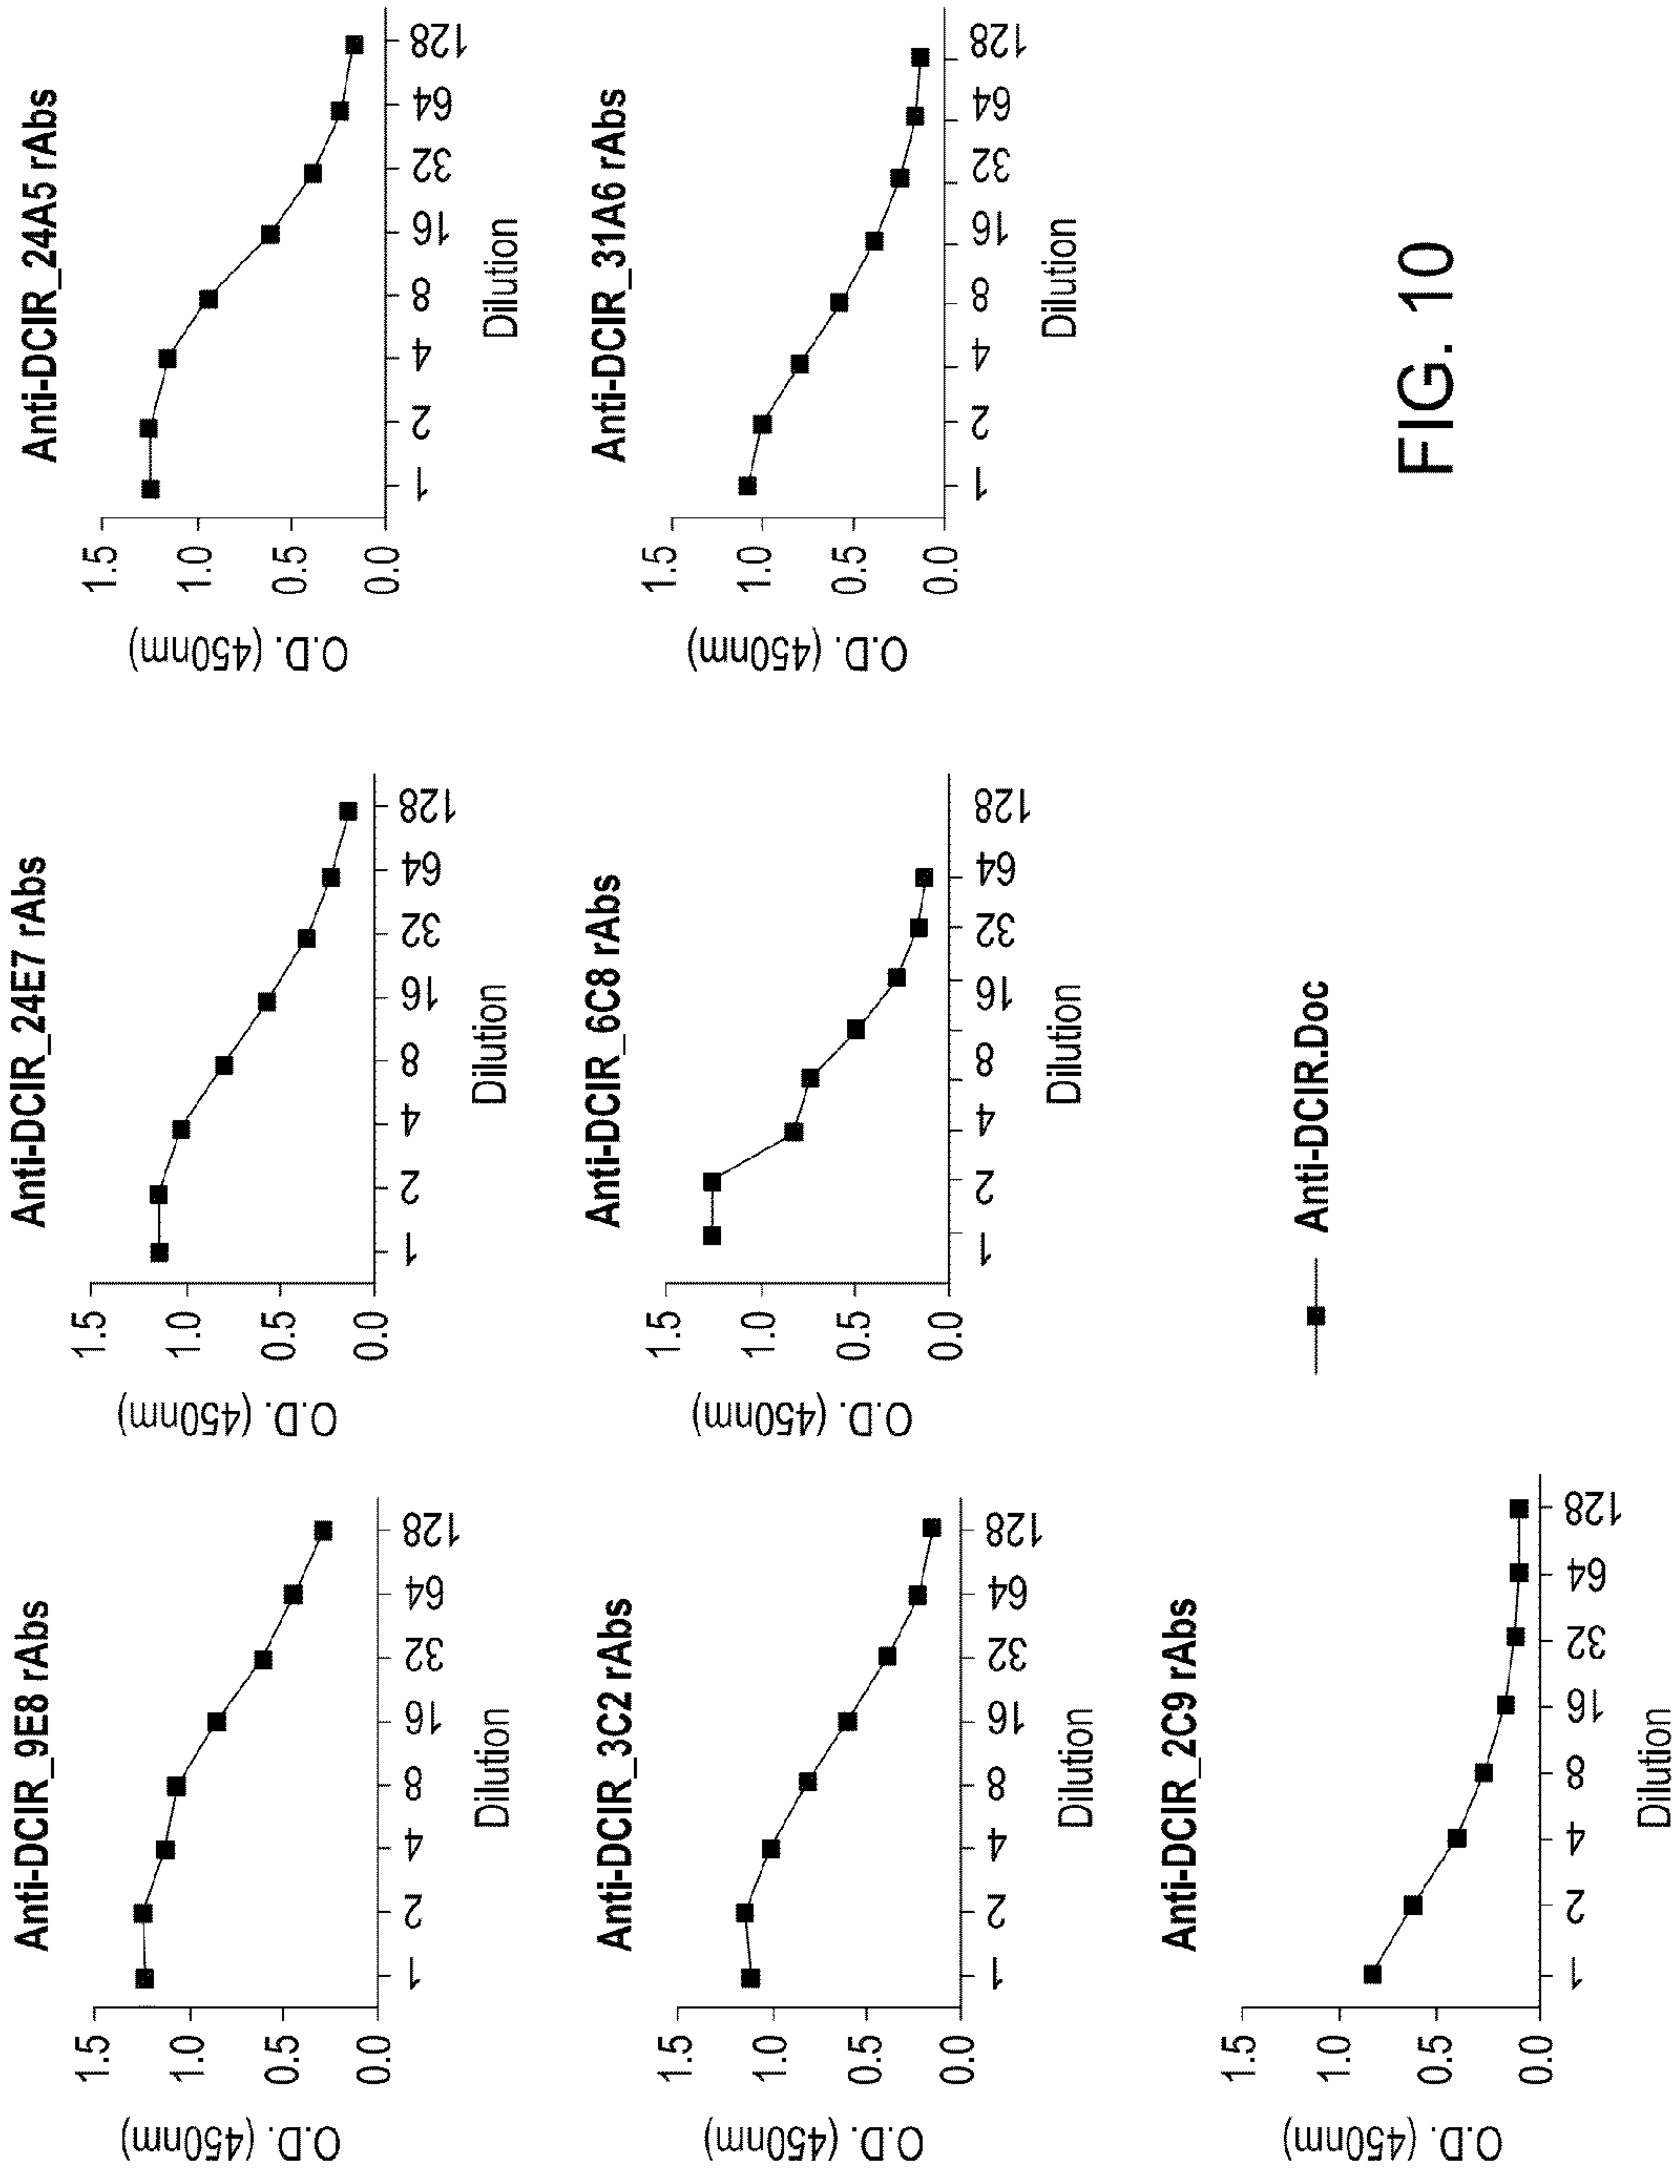 Anti-DCIR_9E8 rAbs
O.D. (450nm)
1.5
1.0
0.5
0.0
1 2 4 8 16 32 64 128
Dilution
Anti-DCIR_24E7 rAbs
O.D. (450nm)
1.5
1.0
0.5
0.0
1 2 4 8 16 32 64 128
Dilution
Anti-DCIR_24A5 rAbs
O.D. (450nm)
1.5
1.0
0.5
0.0
1 2 4 8 16 32 64 128
Dilution
Anti-DCIR_3C2 rAbs
O.D. (450nm)
1.5
1.0
0.5
0.0
1 2 4 8 16 32 64 128
Dilution
Anti-DCIR_6C8 rAbs
O.D. (450nm)
1.5
1.0
0.5
0.0
1 2 4 8 16 32 64 128
Dilution
Anti-DCIR_31A6 rAbs
O.D. (450nm)
1.5
1.0
0.5
0.0
1 2 4 8 16 32 64 128
Dilution
Anti-DCIR_2C9 rAbs
O.D. (450nm)
1.5
1.0
0.5
0.0
1 2 4 8 16 32 64 128
Dilution
Anti-DCIR.Doc
FIG. 10